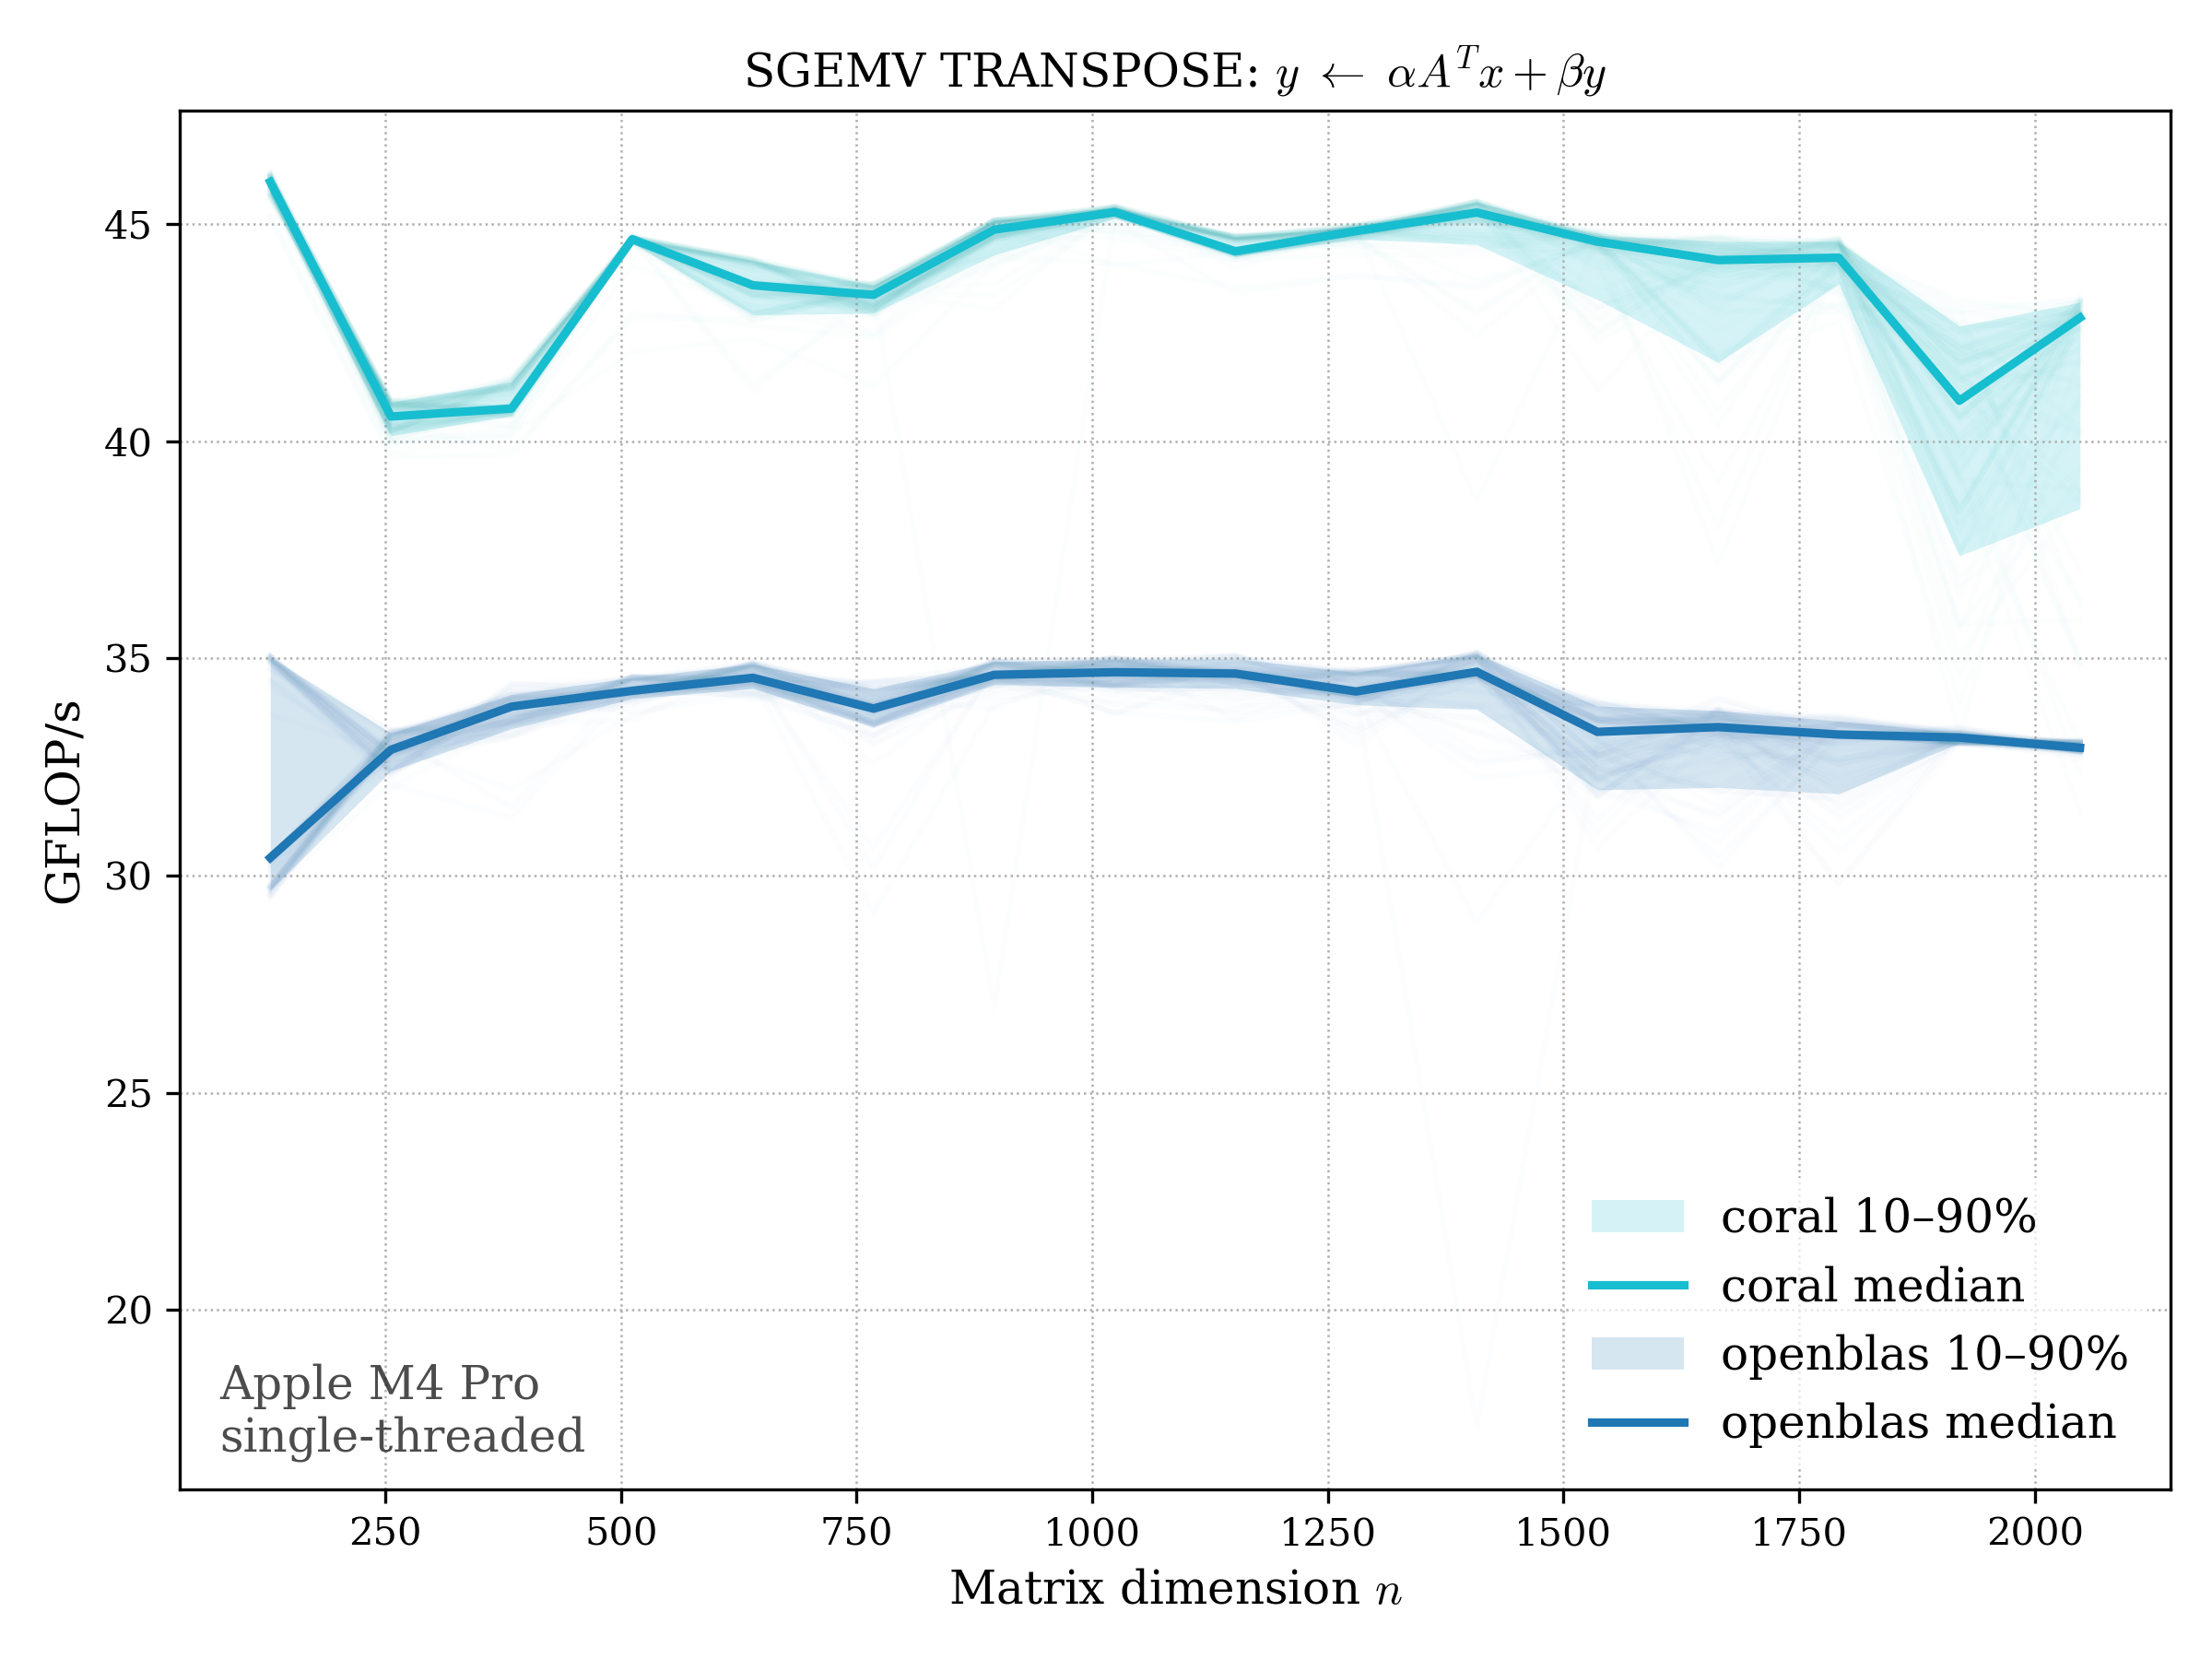 SGEMV TRANSPOSE: y ← αAᵀx + βy
GFLOP/s
45
40
35
30
25
20
Apple M4 Pro
single-threaded
coral 10–90%
coral median
openblas 10–90%
openblas median
250 500 750 1000 1250 1500 1750 2000
Matrix dimension n